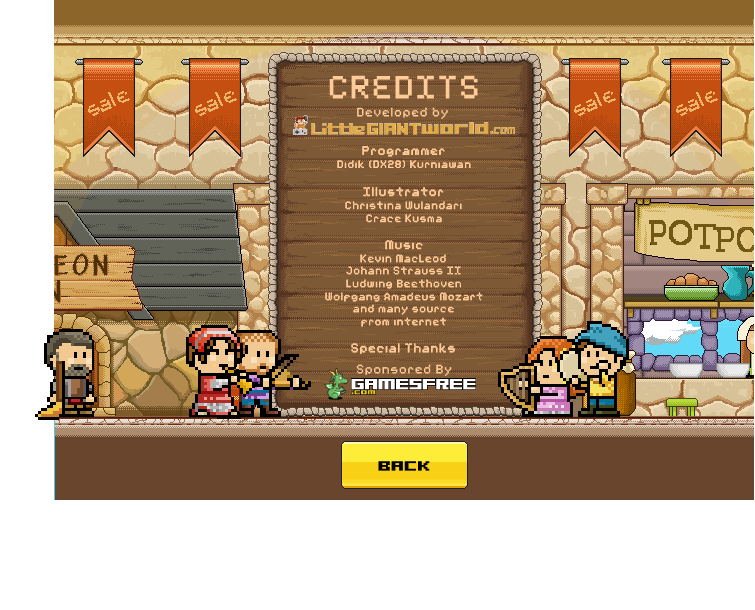 Sale
Sale
Sale
Sale
CREDITS
Developed by
LittleGIANTworld.com
Programmer
Didik (DX28) Kurniawan
Illustrator
Christina Wulandari
Grace Kusma
Music
Kevin MacLeod
Johann Strauss II
Ludwing Beethoven
Wolfgang Amadeus Mozart
and many source
from internet
Special Thanks
Sponsored By
GAMESFREE
.com
EON
N
POTPO
BACK